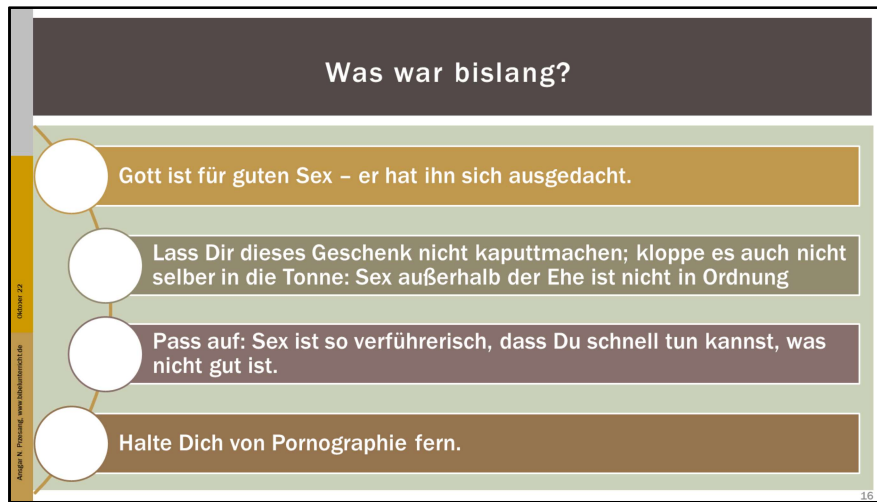 Was war bislang?
Gott ist für guten Sex – er hat ihn sich ausgedacht.
Lass Dir dieses Geschenk nicht kaputtmachen; kloppe es auch nicht
selber in die Tonne: Sex außerhalb der Ehe ist nicht in Ordnung
Pass auf: Sex ist so verführerisch, dass Du schnell tun kannst, was
nicht gut ist.
Halte Dich von Pornographie fern.
Oktober 22
Ansgar N. Przesang, www.bibelunterricht.de
16